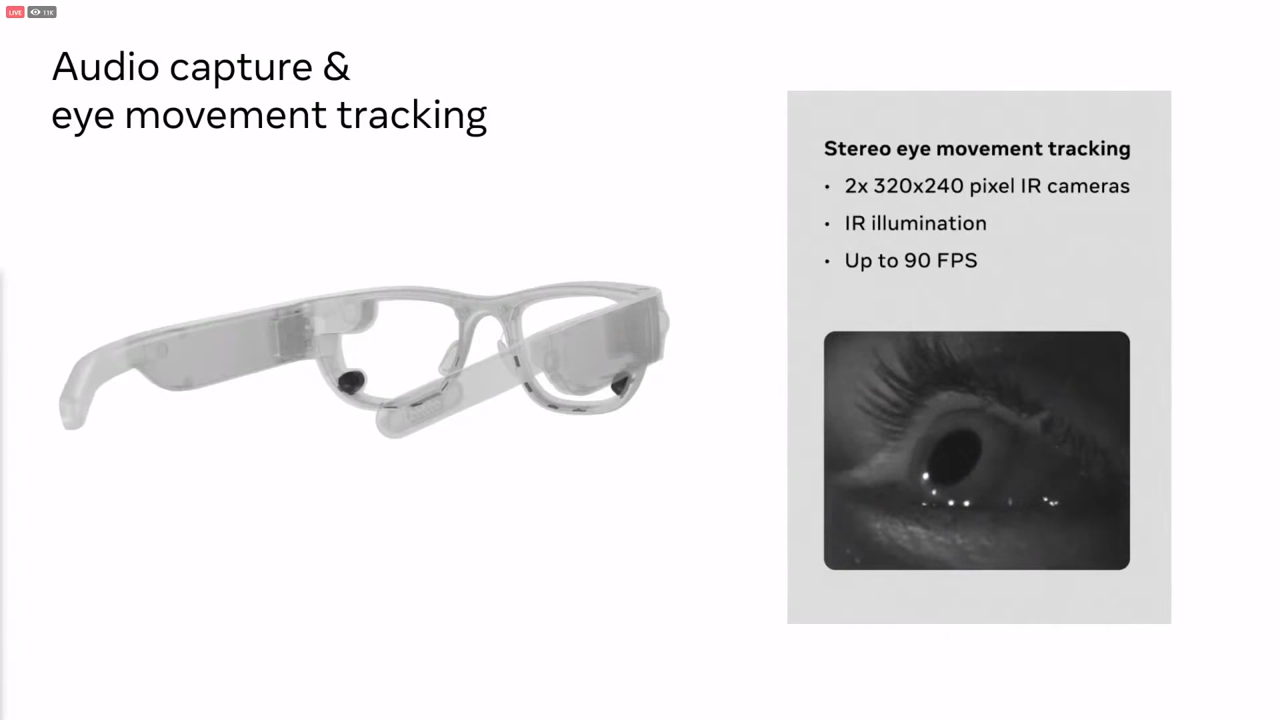 LIVE 11K
Audio capture &
eye movement tracking
Stereo eye movement tracking
• 2x 320x240 pixel IR cameras
• IR illumination
• Up to 90 FPS